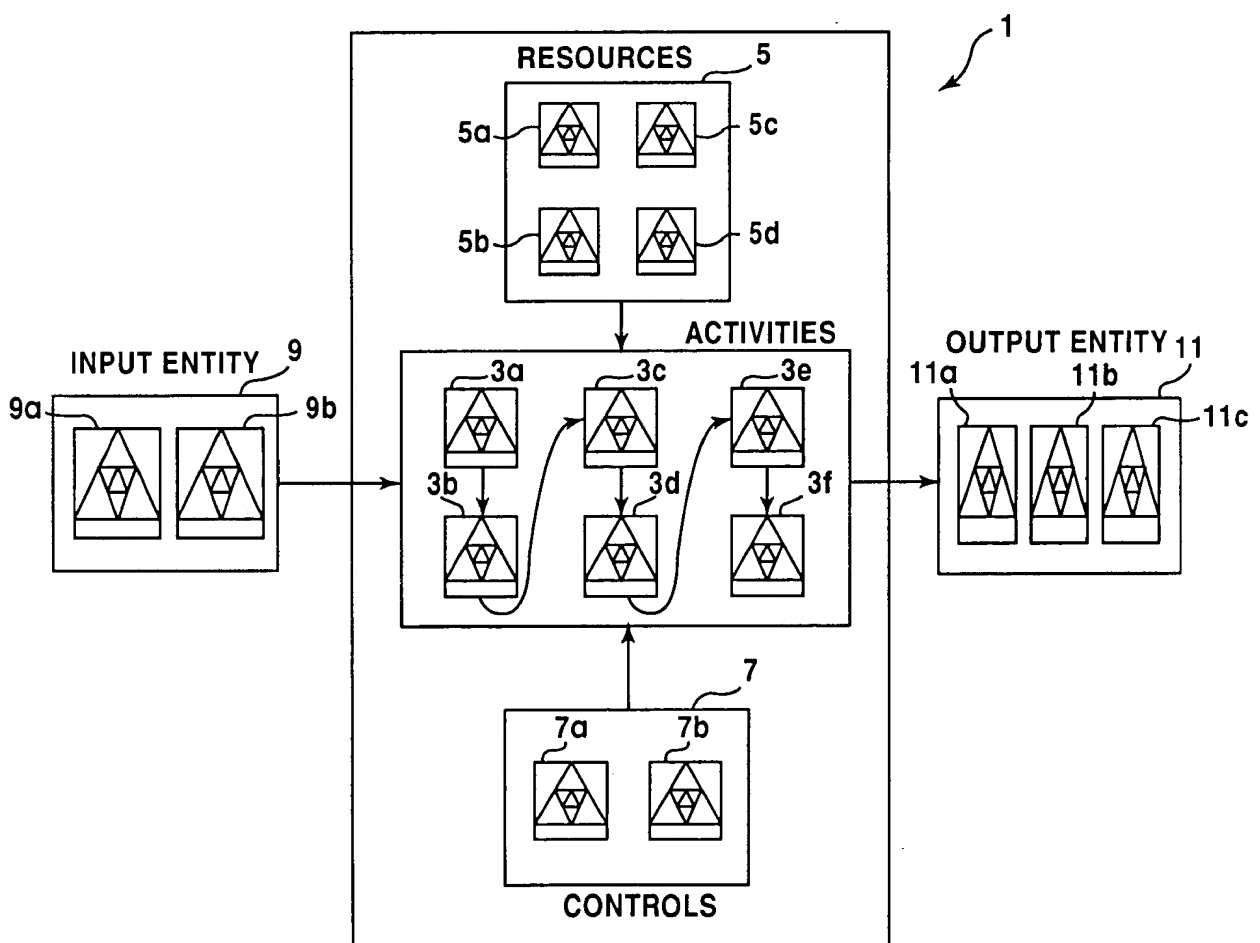 1
RESOURCES
5
5a
5c
5b
5d
ACTIVITIES
INPUT ENTITY
9
OUTPUT ENTITY
11
9a
9b
3a
3c
3e
11a
11b
11c
3b
3d
3f
7
7a
7b
CONTROLS